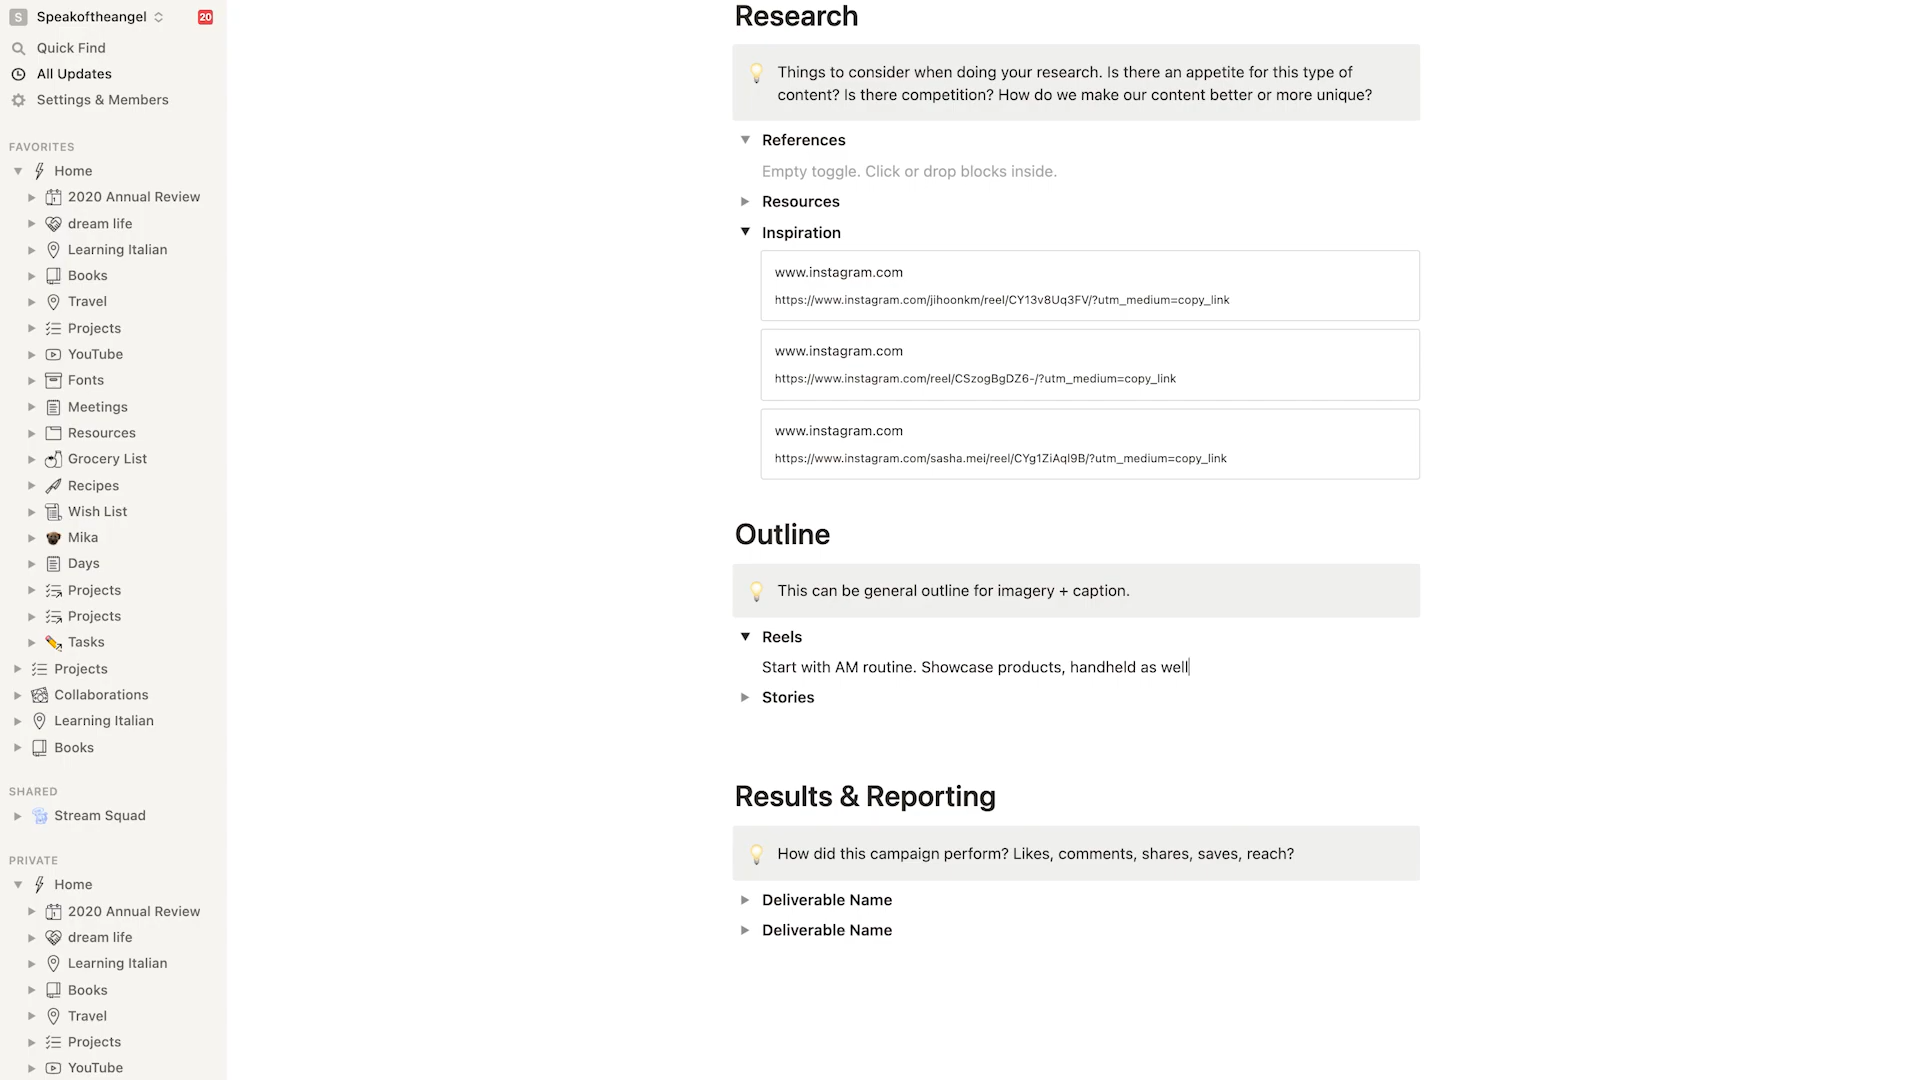 S Speakoftheangel 20
Quick Find
All Updates
Settings & Members
FAVORITES
Home
2020 Annual Review
dream life
Learning Italian
Books
Travel
Projects
YouTube
Fonts
Meetings
Resources
Grocery List
Recipes
Wish List
Mika
Days
Projects
Projects
Tasks
Projects
Collaborations
Learning Italian
Books
SHARED
Stream Squad
PRIVATE
Home
2020 Annual Review
dream life
Learning Italian
Books
Travel
Projects
YouTube
Research
Things to consider when doing your research. Is there an appetite for this type of
content? Is there competition? How do we make our content better or more unique?
References
Empty toggle. Click or drop blocks inside.
Resources
Inspiration
www.instagram.com
https://www.instagram.com/jihoonkm/reel/CY13v8Uq3FV/?utm_medium=copy_link
www.instagram.com
https://www.instagram.com/reel/CSzogBgDZ6-/?utm_medium=copy_link
www.instagram.com
https://www.instagram.com/sasha.mei/reel/CYg1ZiAqI9B/?utm_medium=copy_link
Outline
This can be general outline for imagery + caption.
Reels
Start with AM routine. Showcase products, handheld as well
Stories
Results & Reporting
How did this campaign perform? Likes, comments, shares, saves, reach?
Deliverable Name
Deliverable Name